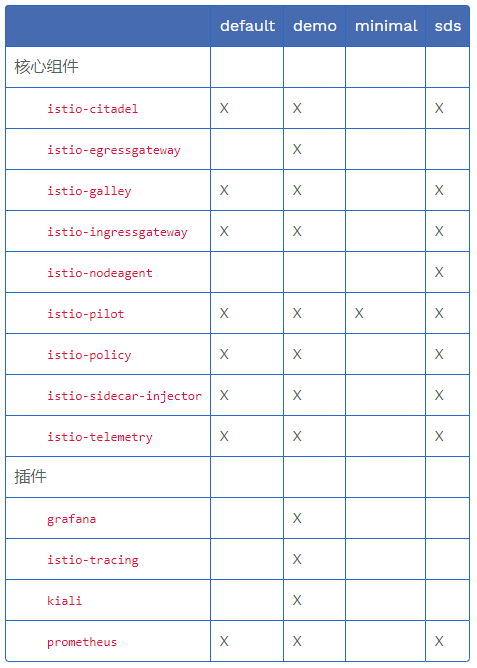 default demo minimal sds
核心组件
istio-citadel X X X
istio-egressgateway X
istio-galley X X X
istio-ingressgateway X X X
istio-nodeagent X
istio-pilot X X X X
istio-policy X X X
istio-sidecar-injector X X X
istio-telemetry X X X
插件
grafana X
istio-tracing X
kiali X
prometheus X X X